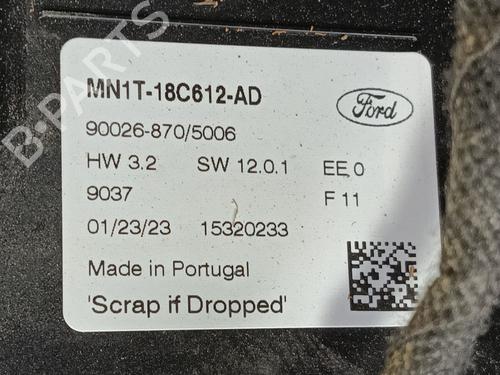 MN1T-18C612-AD
Ford
90026-870/5006
HW 3.2 SW 12.0.1 EE 0
9037 F 11
01/23/23 15320233
Made in Portugal
'Scrap if Dropped'
B-PARTS